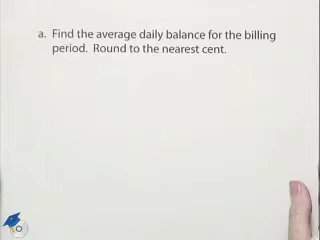 a. Find the average daily balance for the billing
period. Round to the nearest cent.